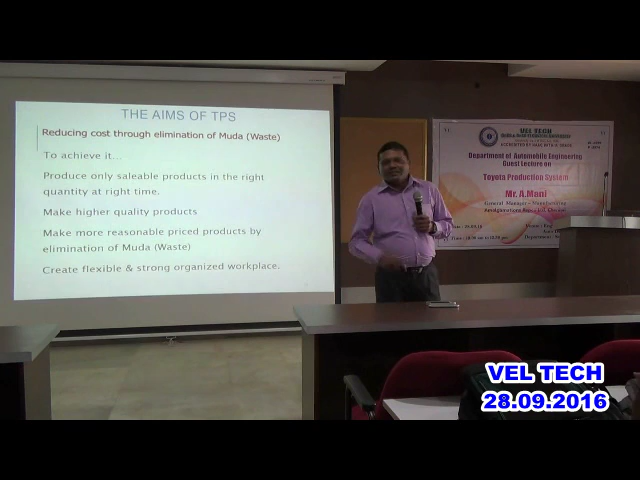 THE AIMS OF TPS
Reducing cost through elimination of Muda (Waste)
To achieve it...
Produce only saleable products in the right
quantity at right time.
Make higher quality products
Make more reasonable priced products by
elimination of Muda (Waste)
Create flexible & strong organized workplace.
VEL TECH
Department of Automobile Engineering
Guest Lecture on
Toyota Production System
Mr. A.Mani
General Manager - Manufacturing
VEL TECH
28.09.2016